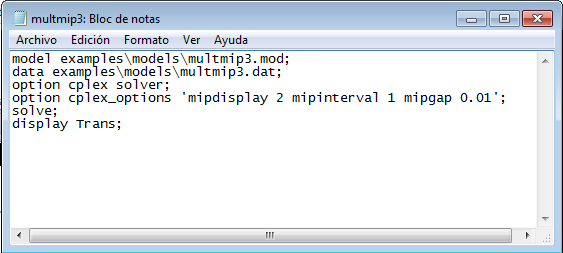 multmip3: Bloc de notas
Archivo Edición Formato Ver Ayuda
model examples\models\multmip3.mod;
data examples\models\multmip3.dat;
option cplex solver;
option cplex_options 'mipdisplay 2 mipinterval 1 mipgap 0.01';
solve;
display Trans;